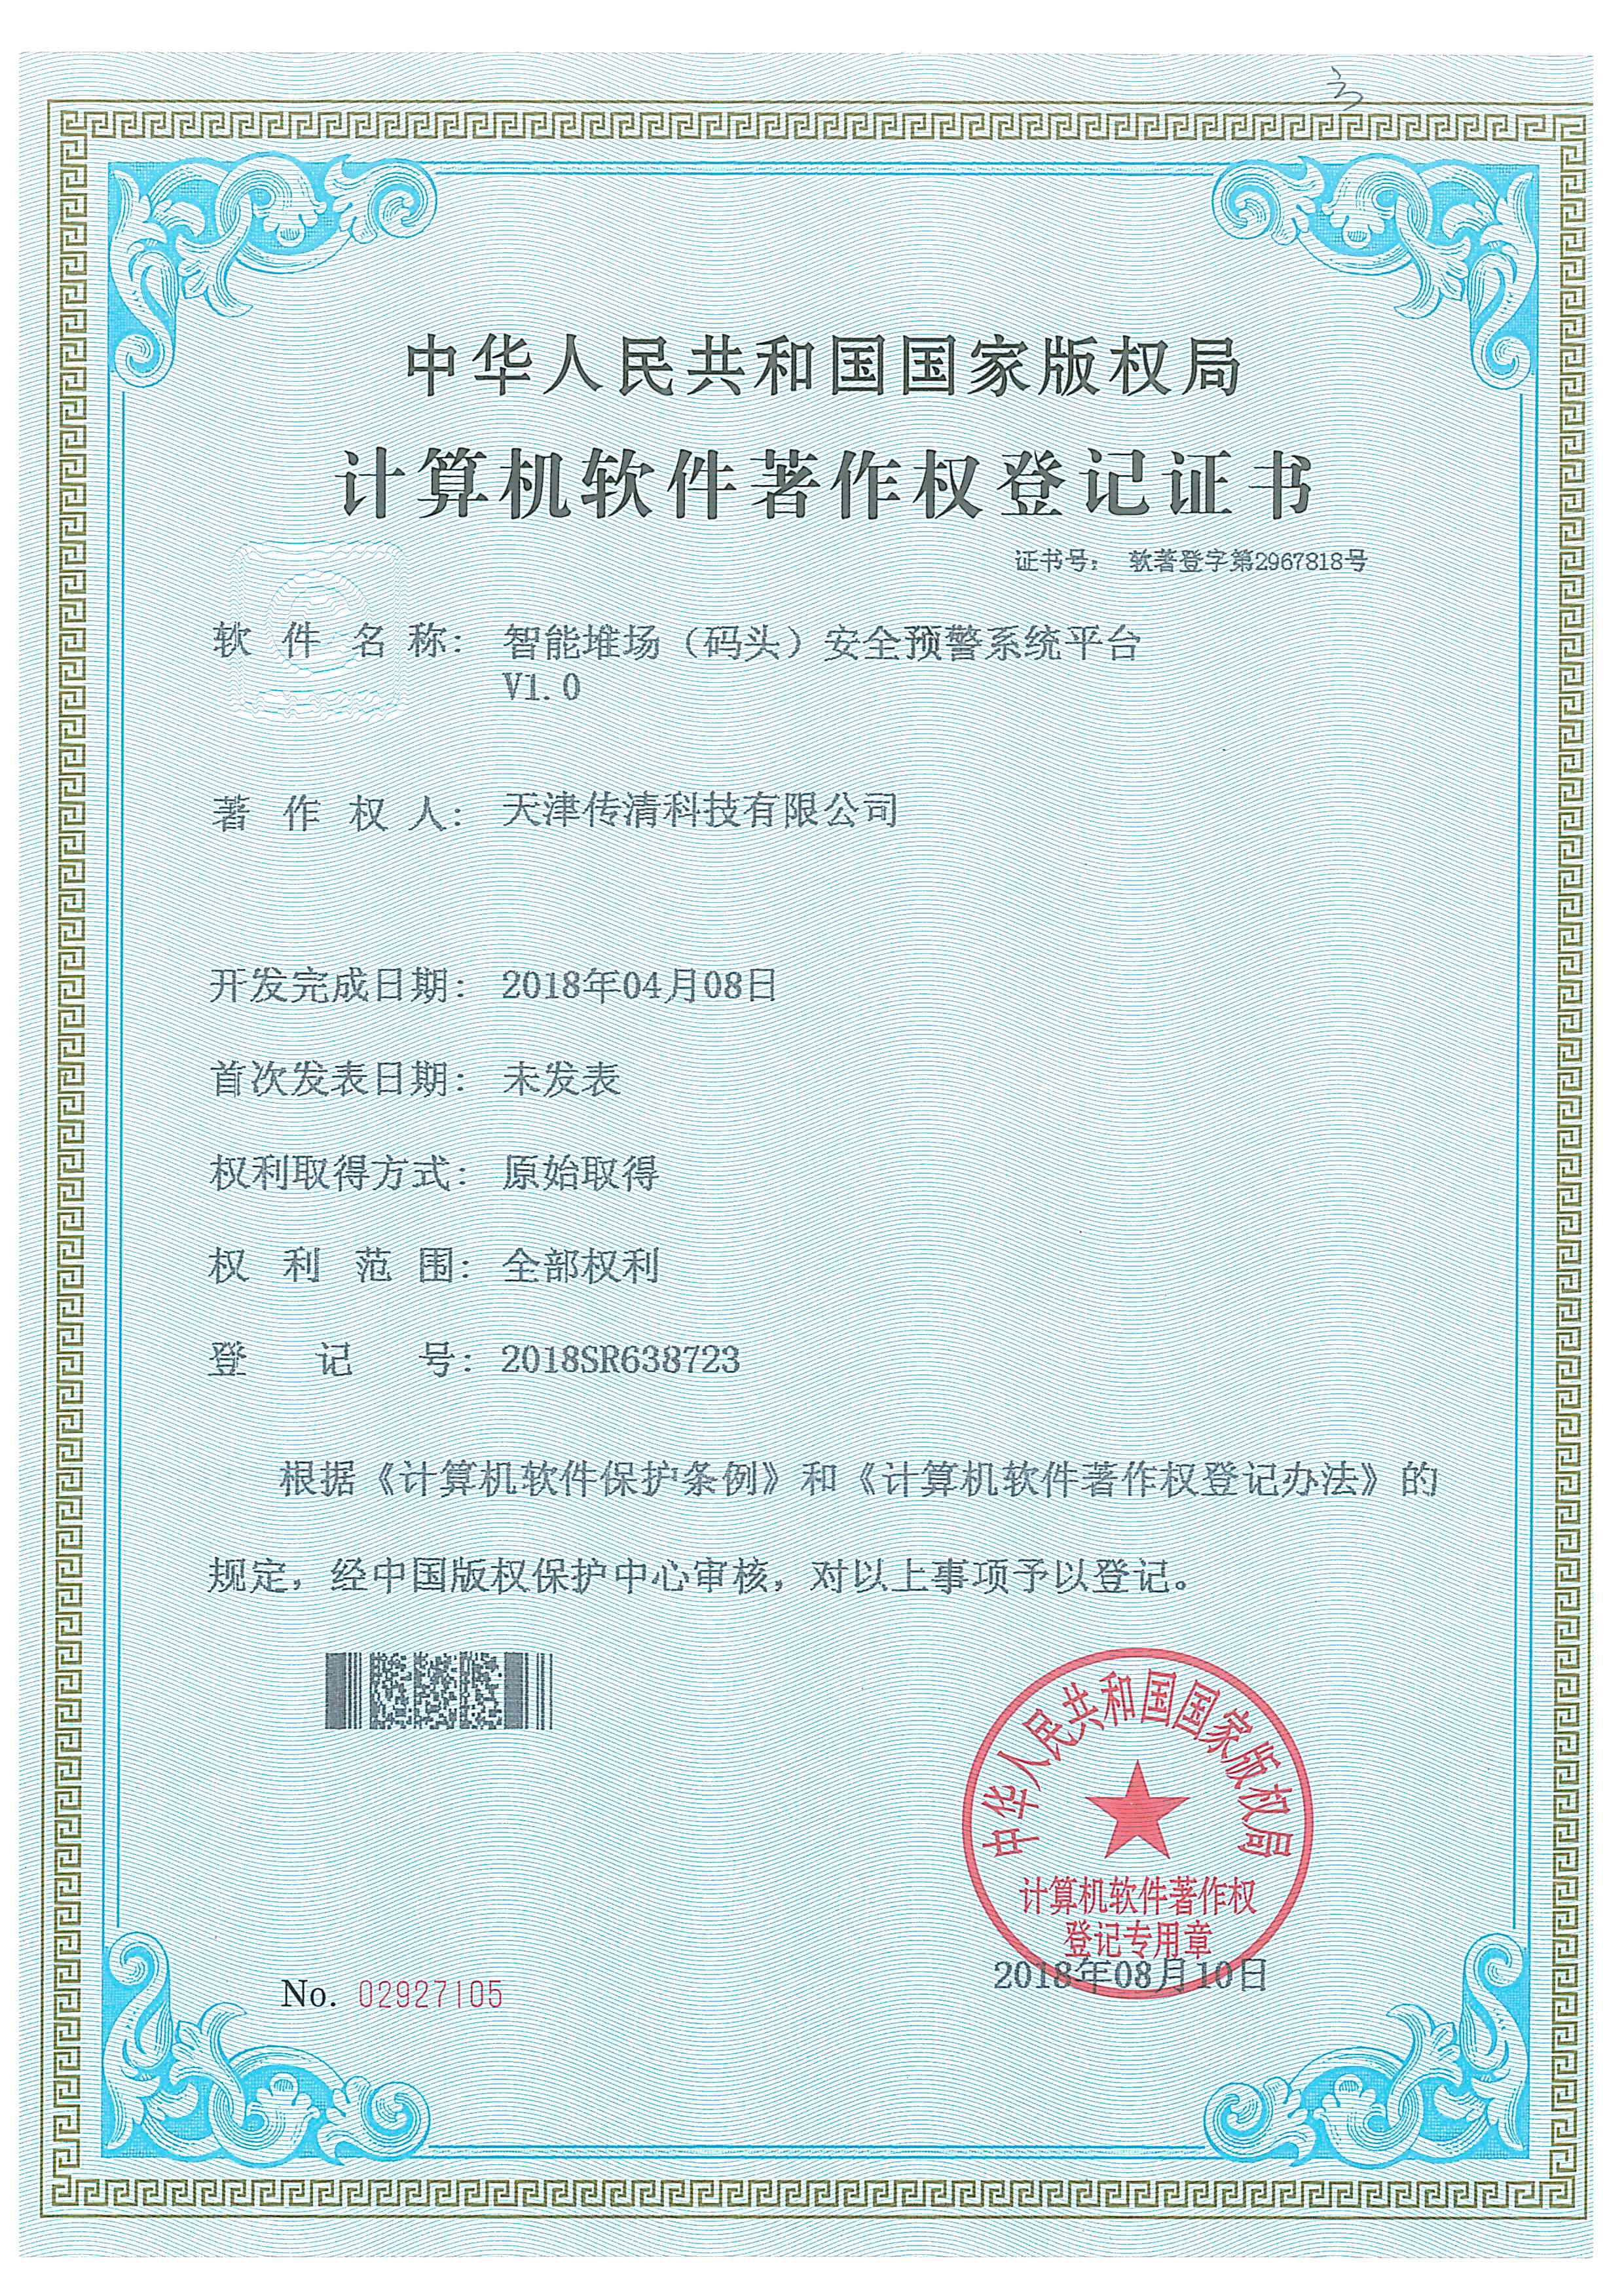 中华人民共和国国家版权局
计算机软件著作权登记证书
证书号： 软著登字第2967818号
软件名称： 智能堆场（码头）安全预警系统平台
V1.0
著作权人： 天津传清科技有限公司
开发完成日期： 2018年04月08日
首次发表日期： 未发表
权利取得方式： 原始取得
权利范围： 全部权利
登记号： 2018SR638723
根据《计算机软件保护条例》和《计算机软件著作权登记办法》的
规定，经中国版权保护中心审核，对以上事项予以登记。
中华人民共和国国家版权局
计算机软件著作权
登记专用章
2018年08月10日
No. 02927105